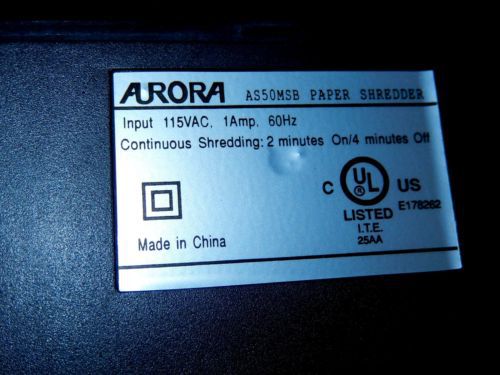 AURORA AS50MSB PAPER SHREDDER
Input 115VAC, 1Amp, 60Hz
Continuous Shredding: 2 minutes On/4 minutes Off
C UL ® US
LISTED E178262
I.T.E.
25AA
Made in China